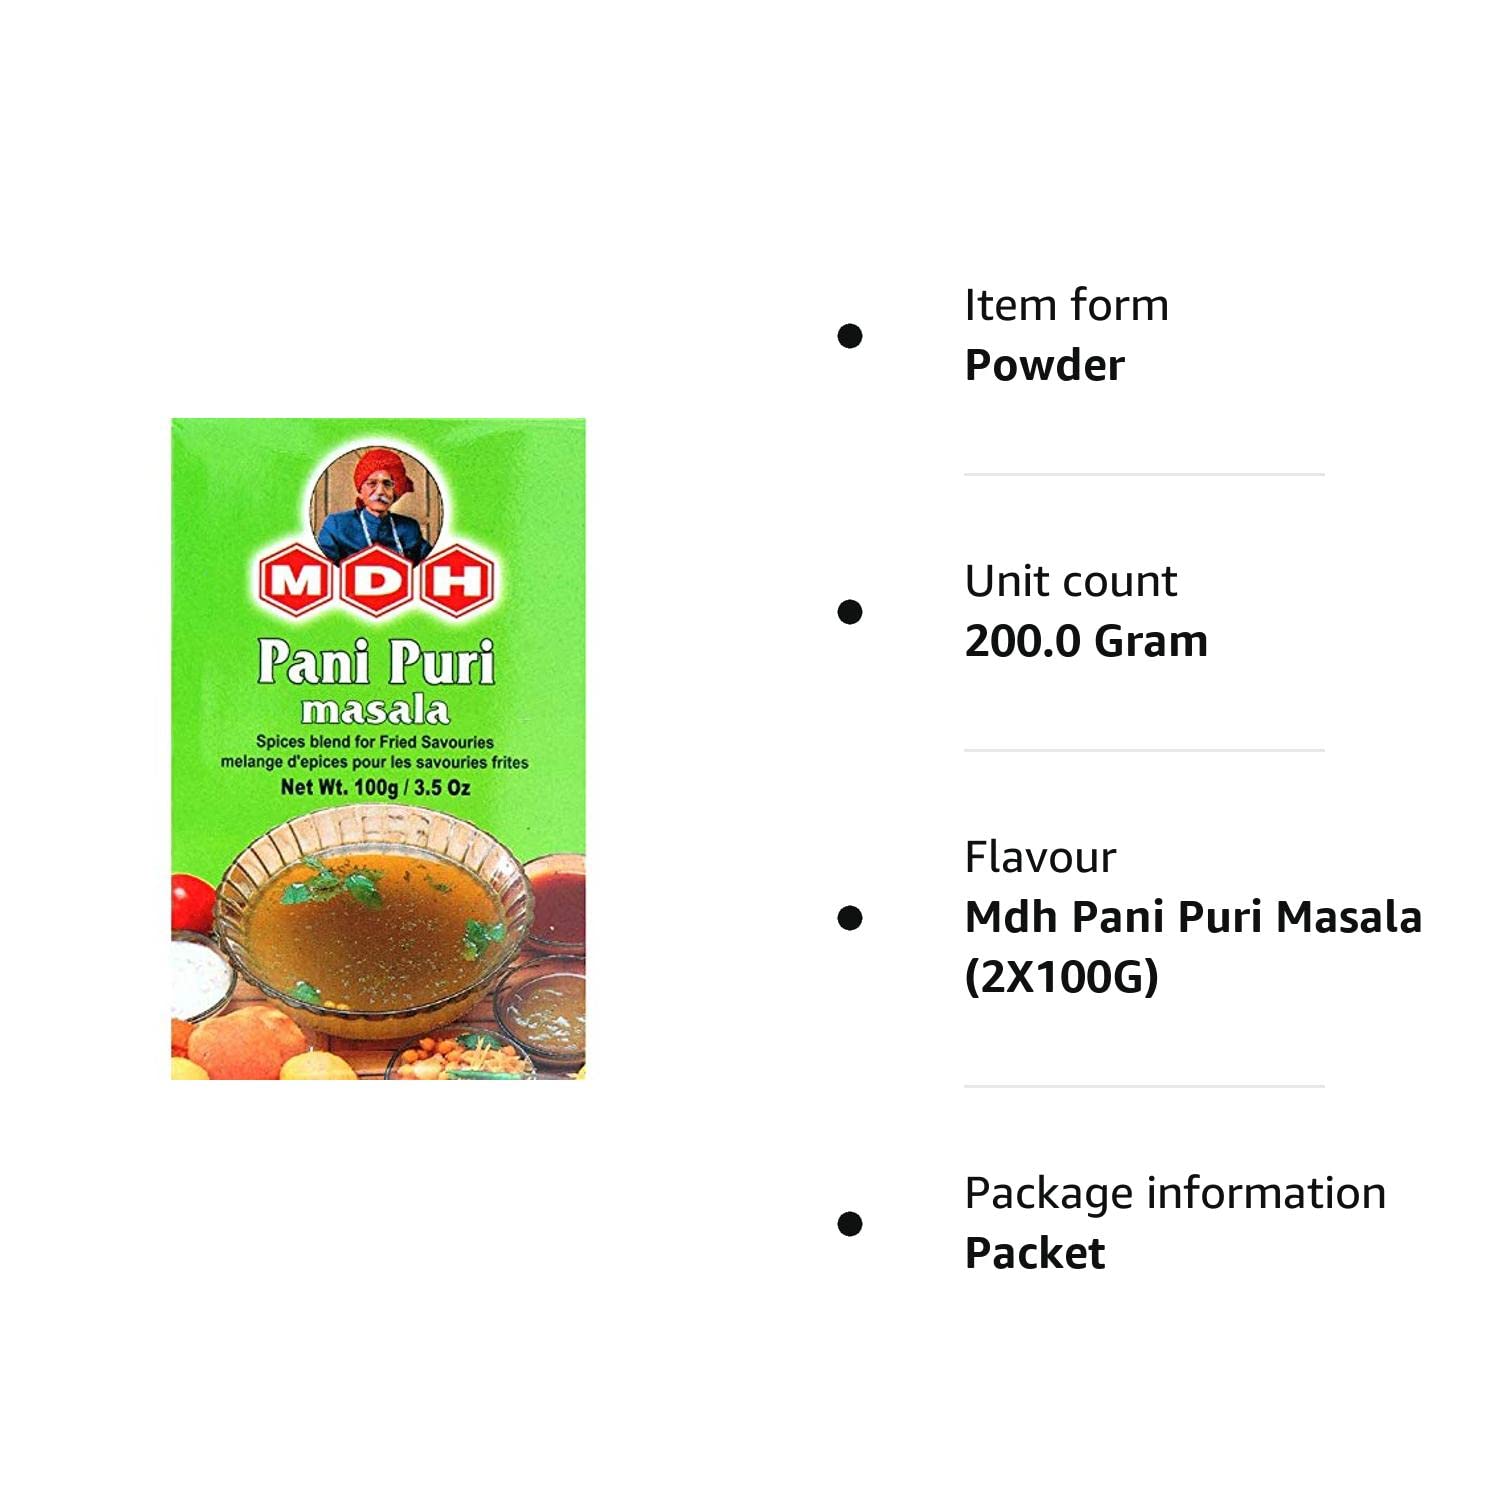 MDH
Pani Puri
masala
Spices blend for Fried Savouries
melange d'epices pour les savouries frites
Net Wt. 100g / 3.5 Oz
Item form
Powder
Unit count
200.0 Gram
Flavour
Mdh Pani Puri Masala
(2X100G)
Package information
Packet